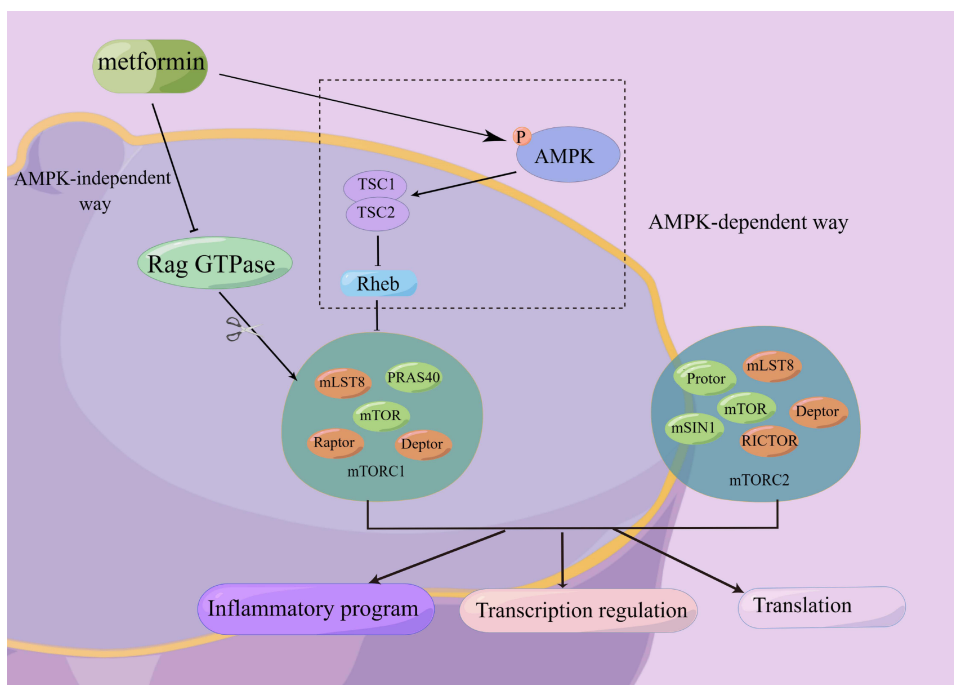 metformin
P
AMPK
AMPK-independent
way
TSC1
TSC2
AMPK-dependent way
Rag GTPase
Rheb
mLST8
PRAS40
mTOR
Raptor
Deptor
mTORC1
Protor
mLST8
mTOR
Deptor
mSIN1
RICTOR
mTORC2
Inflammatory program
Transcription regulation
Translation